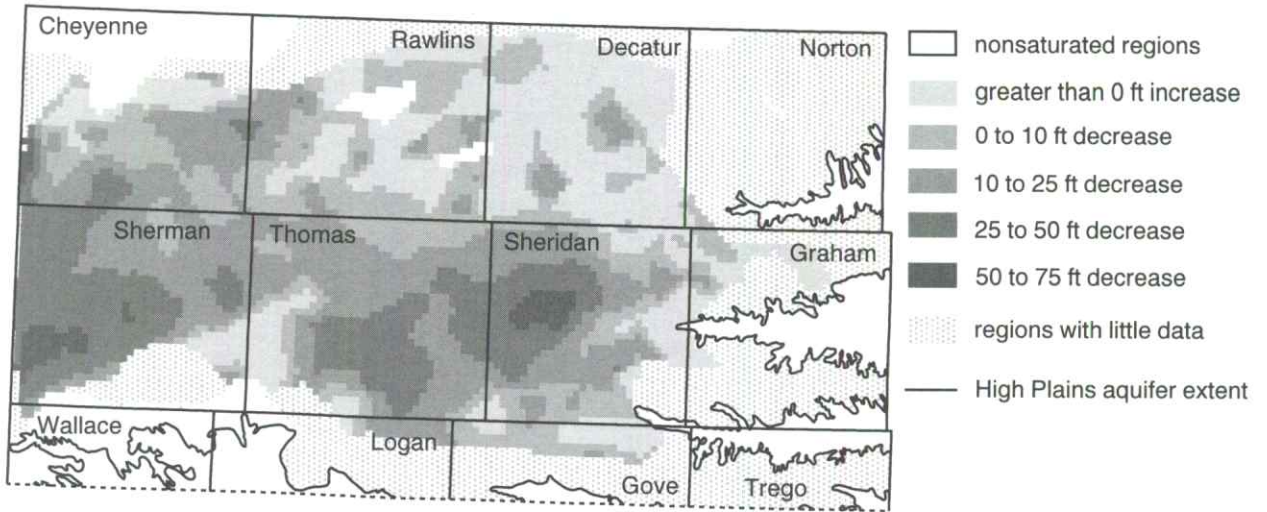 Cheyenne
Rawlins
Decatur
Norton
Sherman
Thomas
Sheridan
Graham
Wallace
Logan
Gove
Trego
nonsaturated regions
greater than 0 ft increase
0 to 10 ft decrease
10 to 25 ft decrease
25 to 50 ft decrease
50 to 75 ft decrease
regions with little data
High Plains aquifer extent